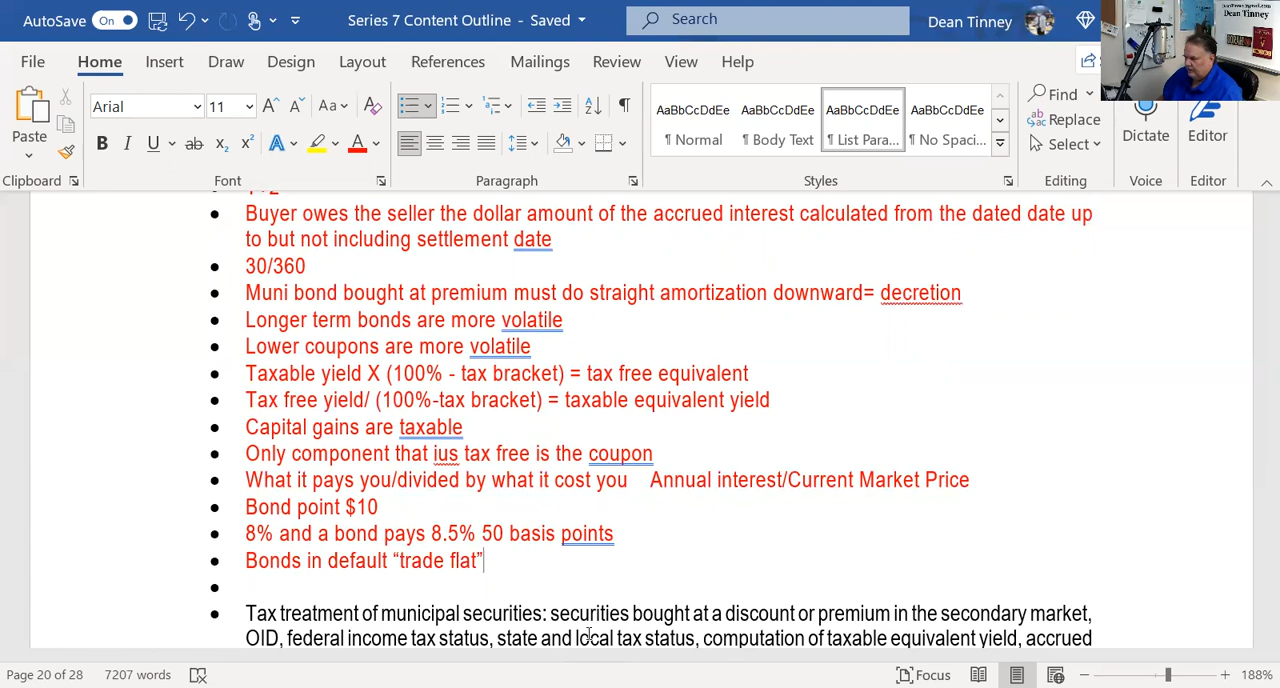 AutoSave On Series 7 Content Outline - Saved Search Dean Tinney
File Home Insert Draw Design Layout References Mailings Review View Help
Paste
Clipboard
Arial 11
Font
Paragraph
AaBbCcDdEe AaBbCcDdEe AaBbCcDdEe AaBbCcDdEe
¶ Normal ¶ Body Text ¶ List Para... ¶ No Spaci...
Styles
Find
Replace
Select
Editing
Dictate
Voice
Editor
Editor
Buyer owes the seller the dollar amount of the accrued interest calculated from the dated date up
to but not including settlement date
30/360
Muni bond bought at premium must do straight amortization downward= decretion
Longer term bonds are more volatile
Lower coupons are more volatile
Taxable yield X (100% - tax bracket) = tax free equivalent
Tax free yield/ (100%-tax bracket) = taxable equivalent yield
Capital gains are taxable
Only component that ius tax free is the coupon
What it pays you/divided by what it cost you Annual interest/Current Market Price
Bond point $10
8% and a bond pays 8.5% 50 basis points
Bonds in default “trade flat”
Tax treatment of municipal securities: securities bought at a discount or premium in the secondary market,
OID, federal income tax status, state and local tax status, computation of taxable equivalent yield, accrued
Page 20 of 28 7207 words Focus 188%